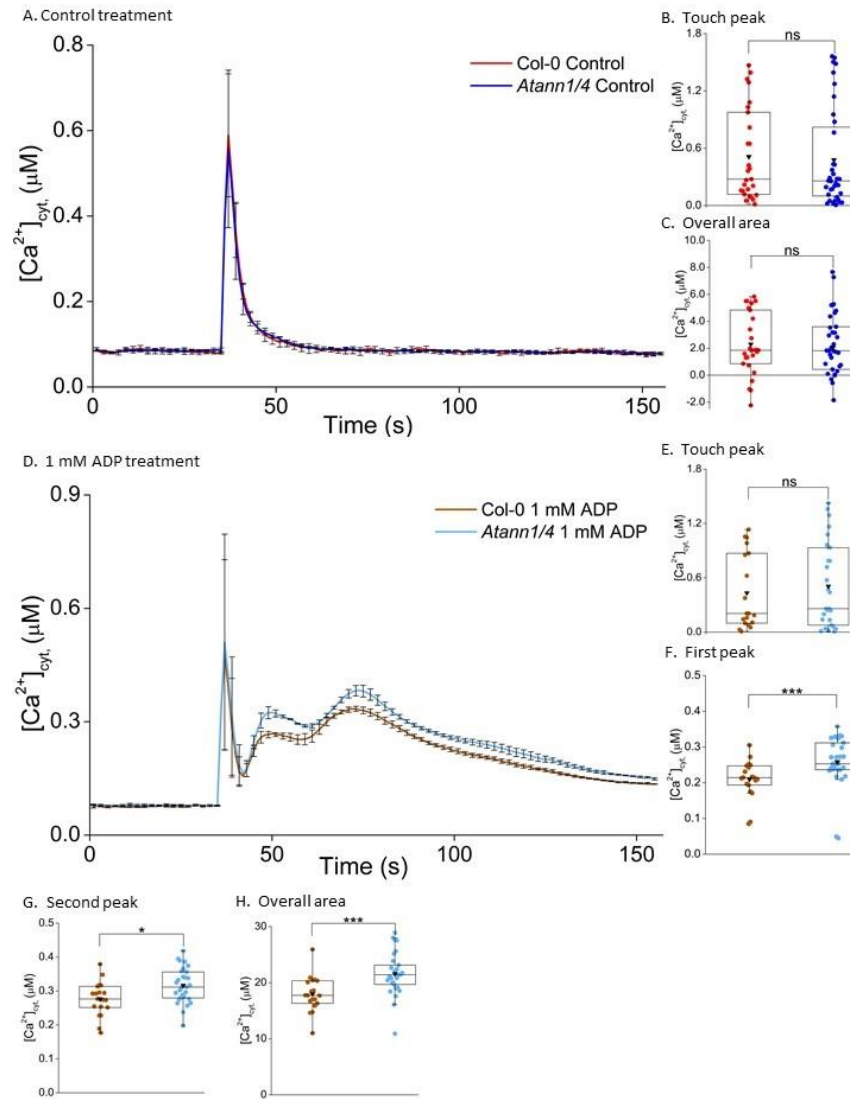 A. Control treatment
0.8
0.6
0.4
0.2
0.0
[Ca²⁺]cyt, (μM)
Col-0 Control
Atann1/4 Control
0
50
100
150
Time (s)
B. Touch peak
ns
1.8
1.2
0.6
0.0
[Ca²⁺]cyt, (μM)
C. Overall area
ns
10.0
8.0
6.0
4.0
2.0
0.0
-2.0
[Ca²⁺]cyt, (μM)
D. 1 mM ADP treatment
0.9
0.6
0.3
0.0
[Ca²⁺]cyt, (μM)
Col-0 1 mM ADP
Atann1/4 1 mM ADP
0
50
100
150
Time (s)
E. Touch peak
ns
1.8
1.2
0.6
0.0
[Ca²⁺]cyt, (μM)
F. First peak
***
0.5
0.4
0.3
0.2
0.1
0.0
[Ca²⁺]cyt, (μM)
G. Second peak
*
0.5
0.4
0.3
0.2
0.1
0.0
[Ca²⁺]cyt, (μM)
H. Overall area
***
30
20
10
0
[Ca²⁺]cyt, (μM)